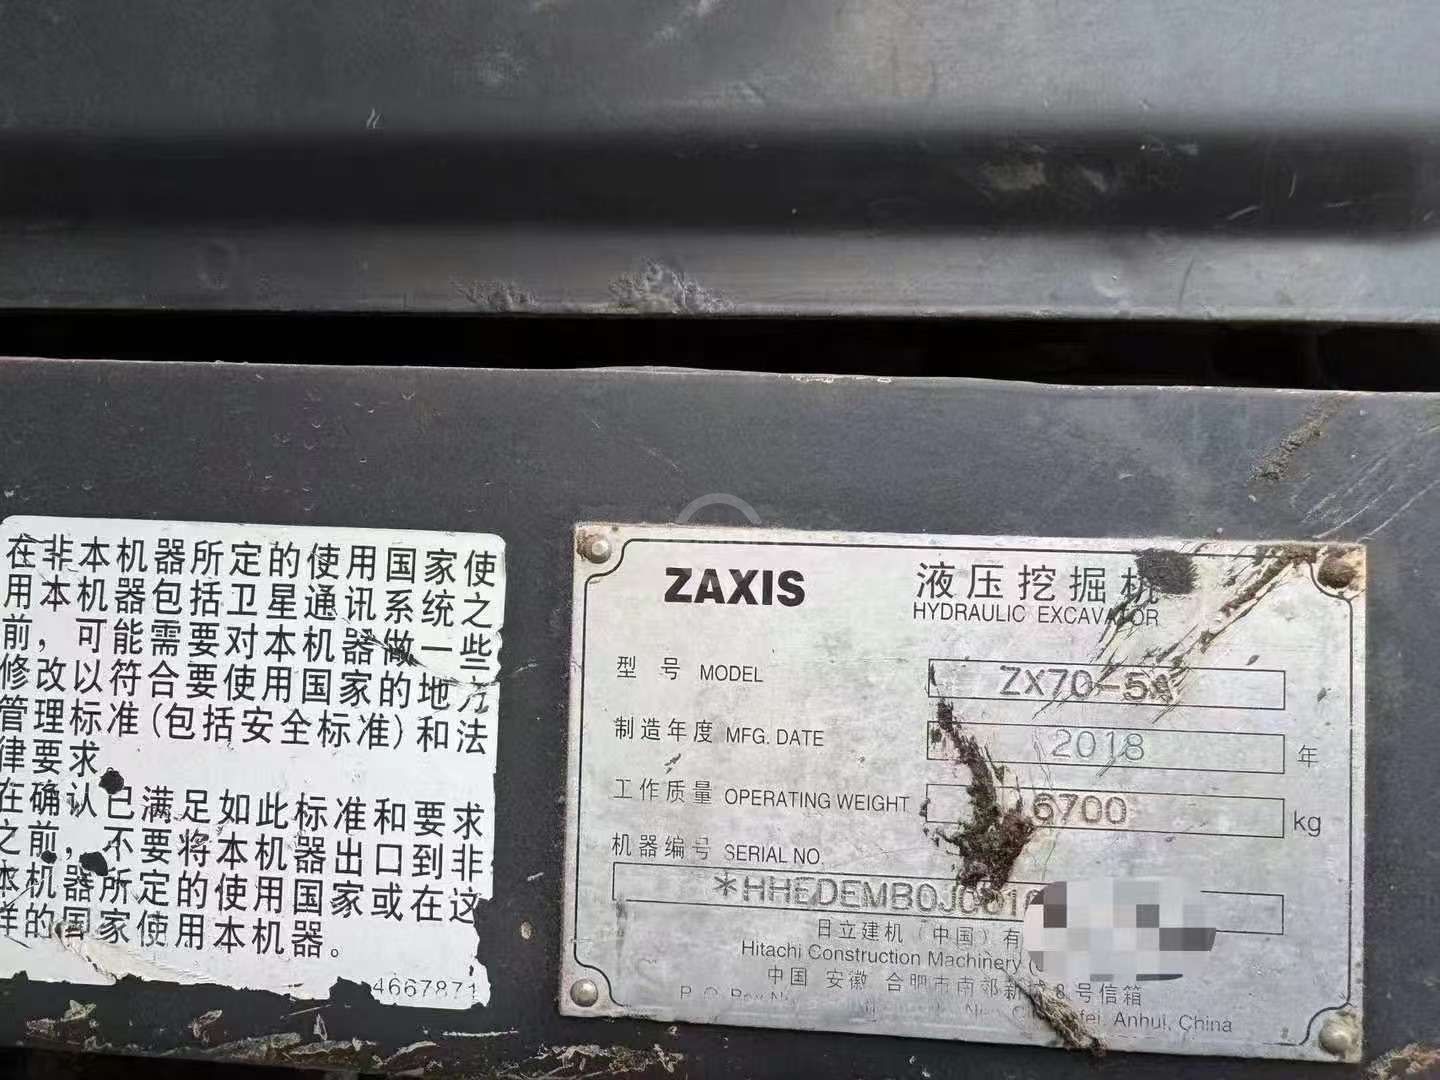 在非本机器所定的使用国家使
用本机器包括卫星通讯系统之
前，可能需要对本机器做一些
修改以符合要使用国家的地方
管理标准(包括安全标准)和法
律要求
在确认已满足如此标准和要求
之前，不要将本机器出口到非
本机器所定的使用国家或在这
样的国家使用本机器。
4667871
ZAXIS
液压挖掘机
HYDRAULIC EXCAVATOR
型号 MODEL ZX70-5A
制造年度 MFG. DATE 2018 年
工作质量 OPERATING WEIGHT 6700 kg
机器编号 SERIAL NO.
*HHEDEMB0J
日立建机（中国）有
Hitachi Construction Machinery
中国 安徽 合肥市南郊新 8号信箱
P. O. Box Anhui, China